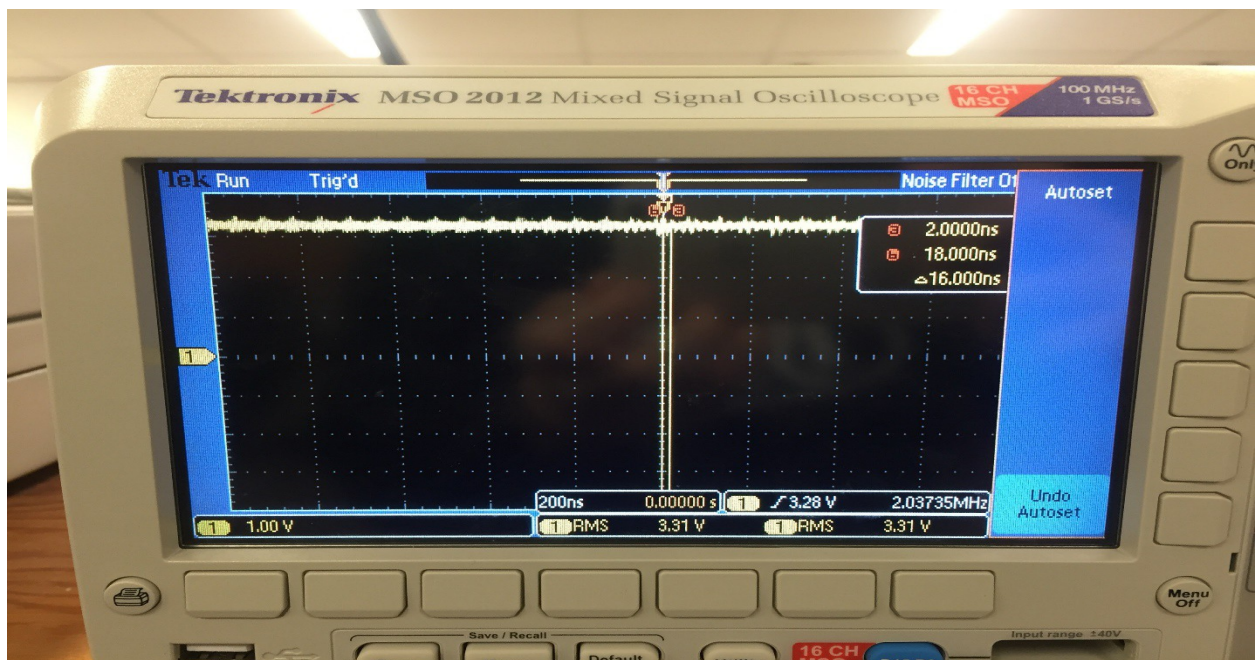 Tektronix MSO 2012 Mixed Signal Oscilloscope 16 CH MSO 100 MHz 1 GS/s
Only
Tek Run Trig'd Noise Filter Of
Autoset
2.0000ns
18.000ns
△16.000ns
1
200ns 0.00000 s 1 3.28 V 2.03735MHz
1 1.00 V 1 RMS 3.31 V 1 RMS 3.31 V
Undo
Autoset
Menu
Off
Save / Recall
Input range ±40V
Default
16 CH
MSO